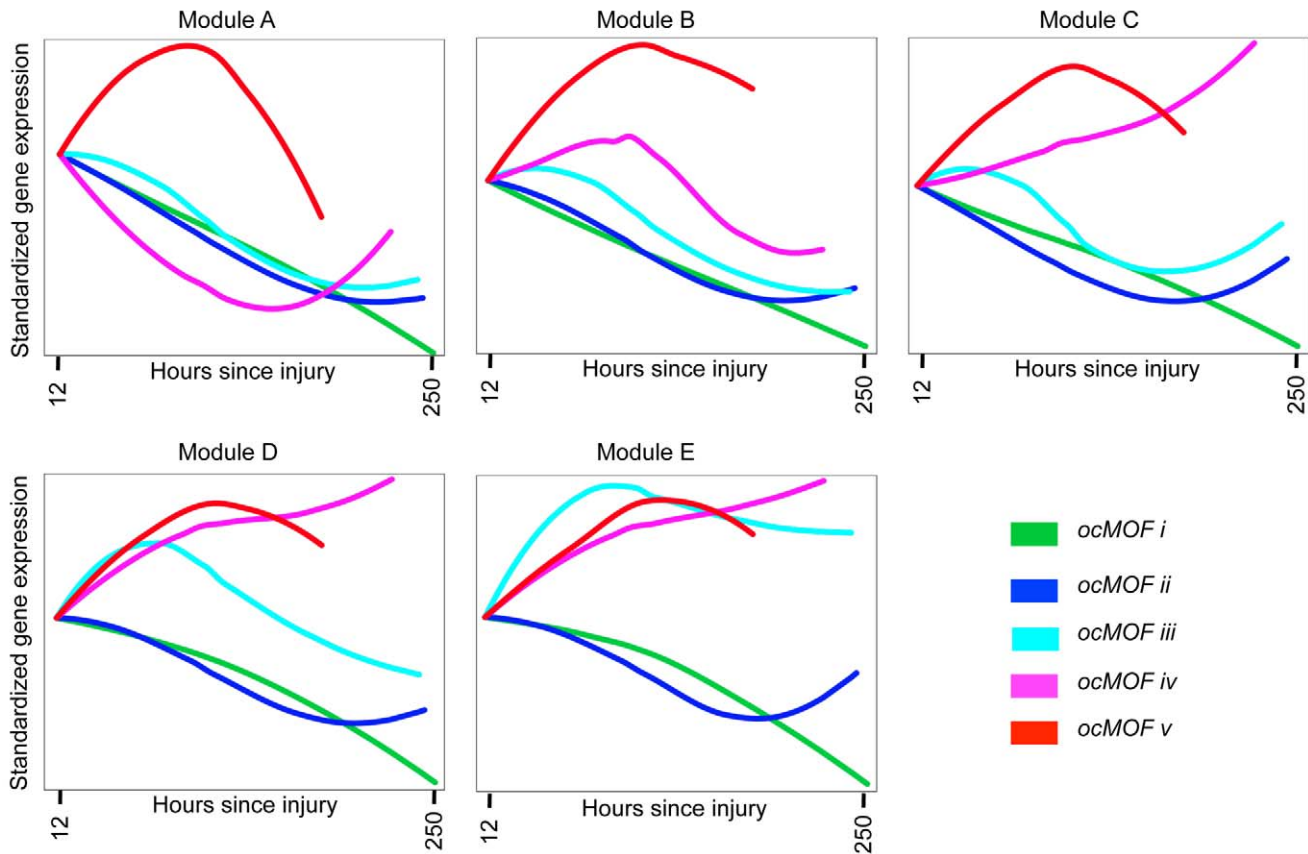 Module A
Module B
Module C
Standardized gene expression
Hours since injury
Hours since injury
Hours since injury
12
250
12
250
12
250
Module D
Module E
Standardized gene expression
ocMOF i
ocMOF ii
ocMOF iii
ocMOF iv
ocMOF v
Hours since injury
Hours since injury
12
250
12
250